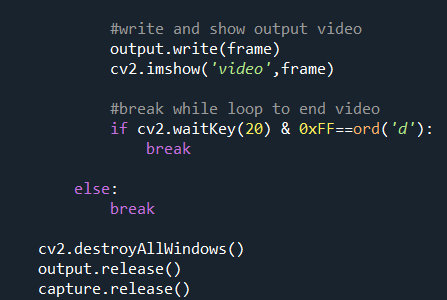 #write and show output video
output.write(frame)
cv2.imshow('video',frame)
#break while loop to end video
if cv2.waitKey(20) & 0xFF==ord('d'):
break
else:
break
cv2.destroyAllWindows()
output.release()
capture.release()